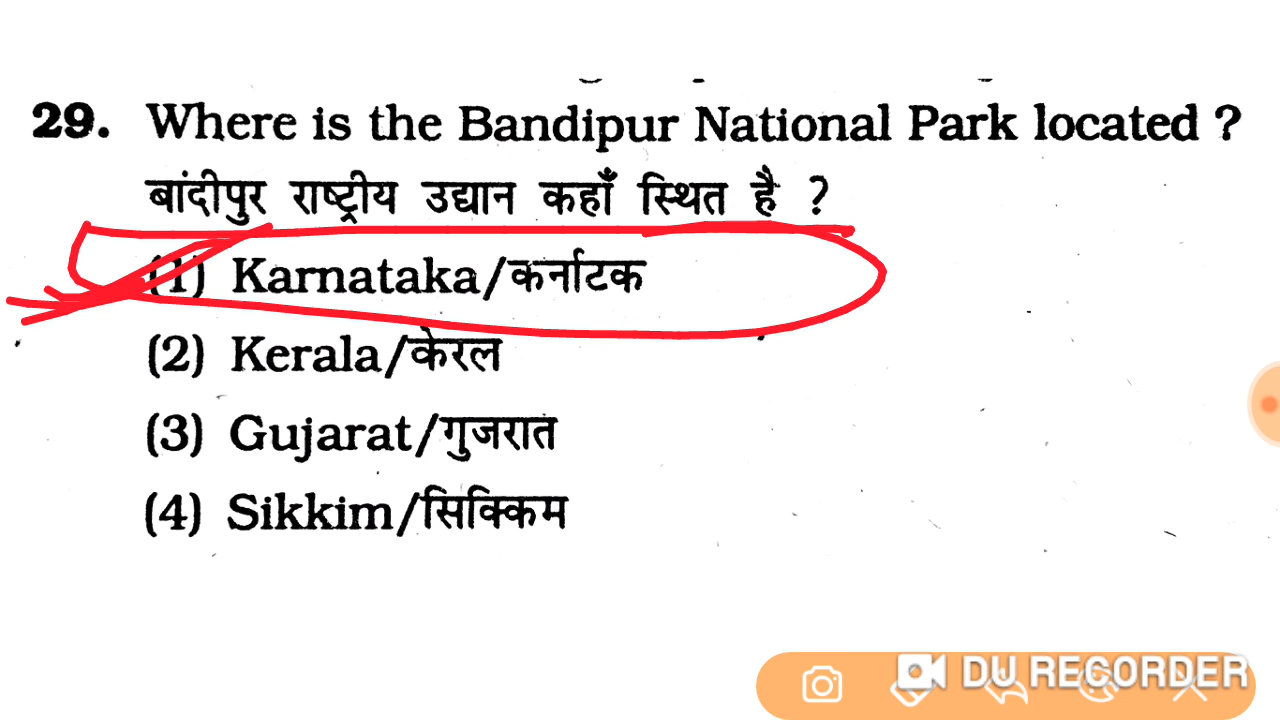 29. Where is the Bandipur National Park located ?
बांदीपुर राष्ट्रीय उद्यान कहाँ स्थित है ?
(1) Karnataka/कर्नाटक
(2) Kerala/केरल
(3) Gujarat/गुजरात
(4) Sikkim/सिक्किम
DU RECORDER